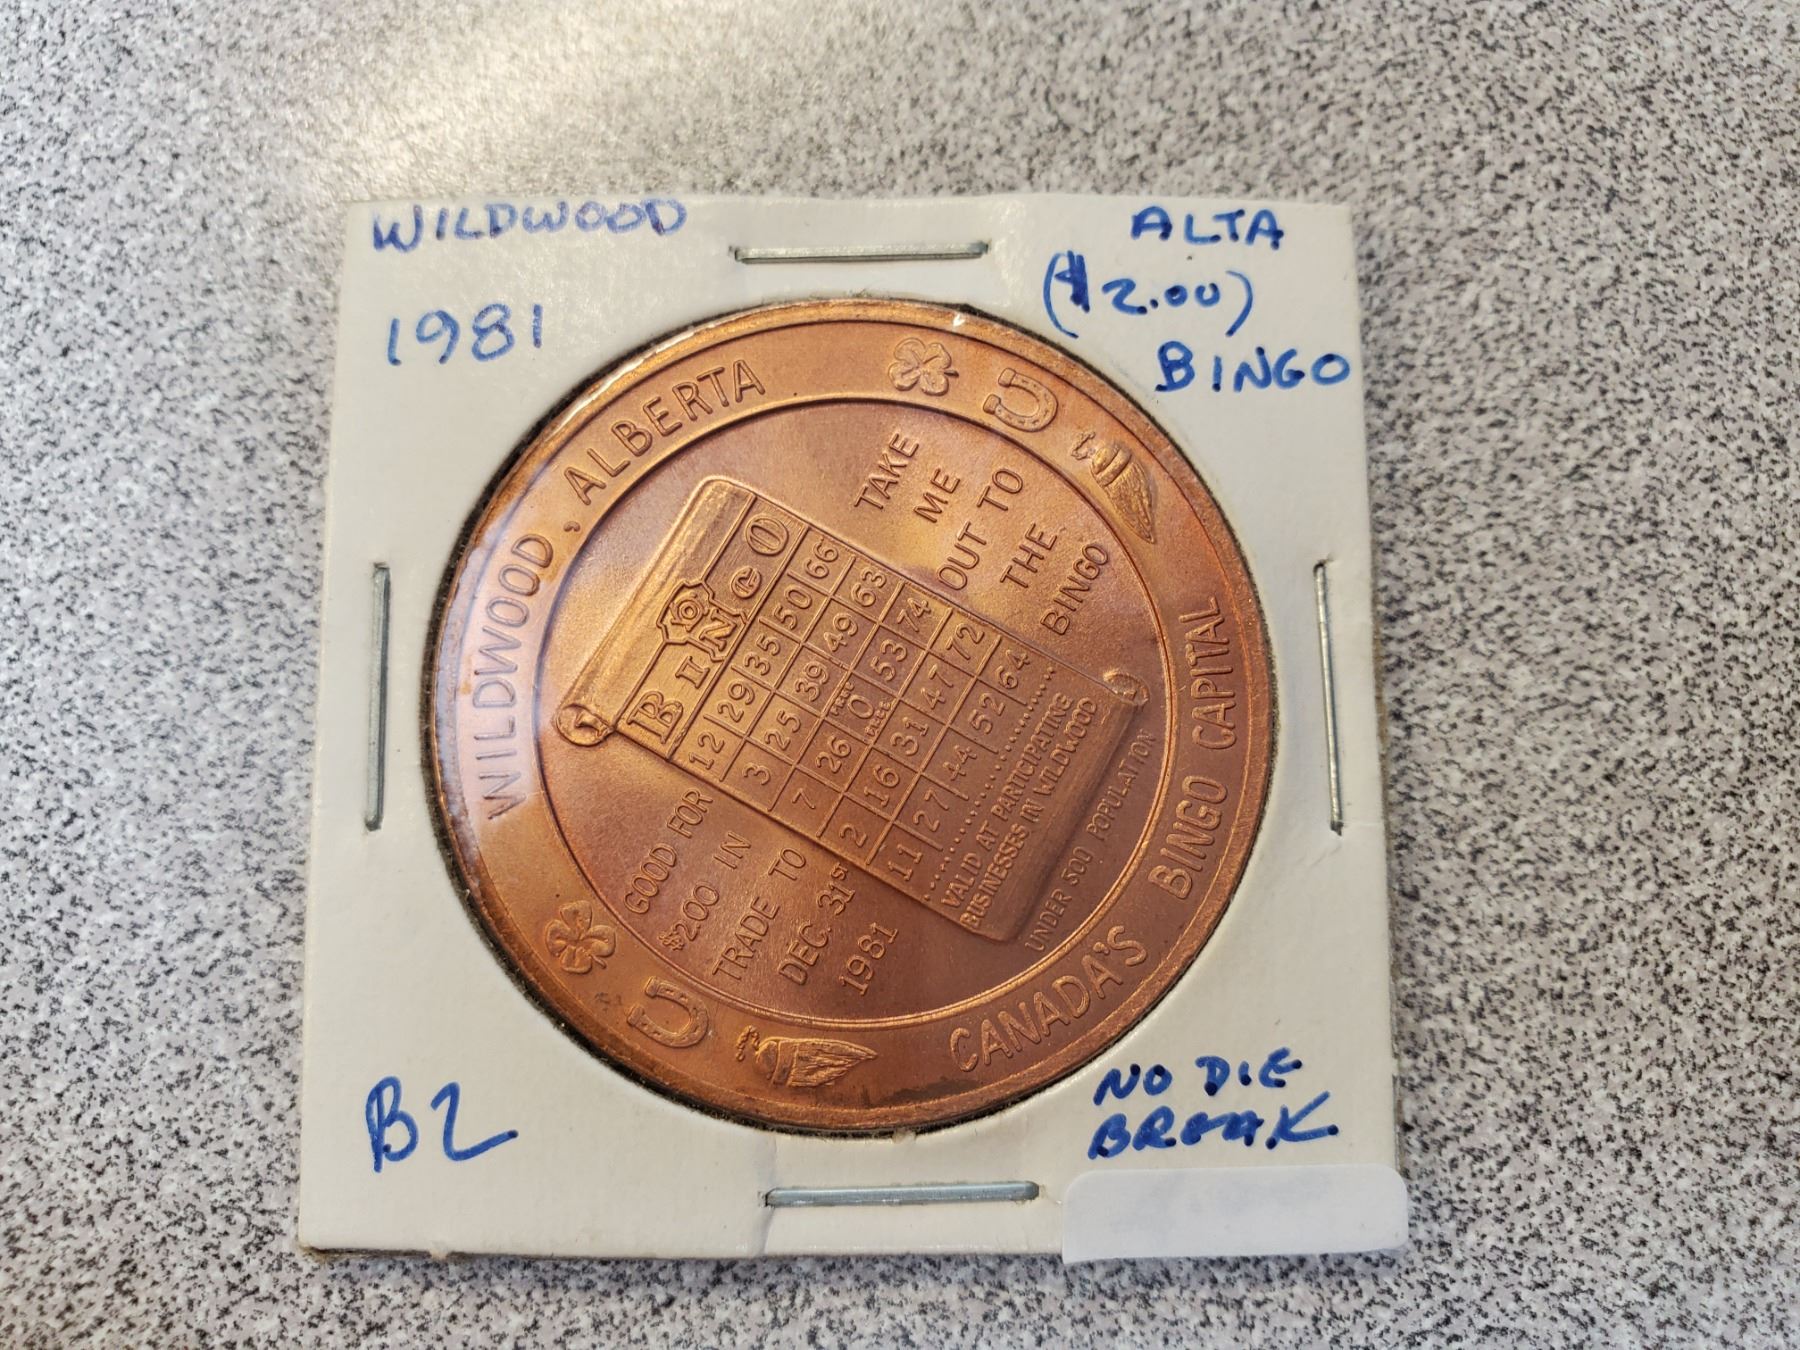 WILDWOOD
1981
ALTA
($2.00)
BINGO
WILDWOOD, ALBERTA
TAKE
ME
OUT TO
THE
BINGO
BINGO
12 29 35 50 66
3 25 39 49 63
7 26 0 53 74
2 16 31 47 72
11 27 44 52 64
VALID AT PARTICIPATING
BUSINESSES IN WILDWOOD
UNDER 500 POPULATION
GOOD FOR
$2.00 IN
TRADE TO
DEC. 31ST
1981
CANADA'S BINGO CAPITAL
B2
NO DIE
BREAK